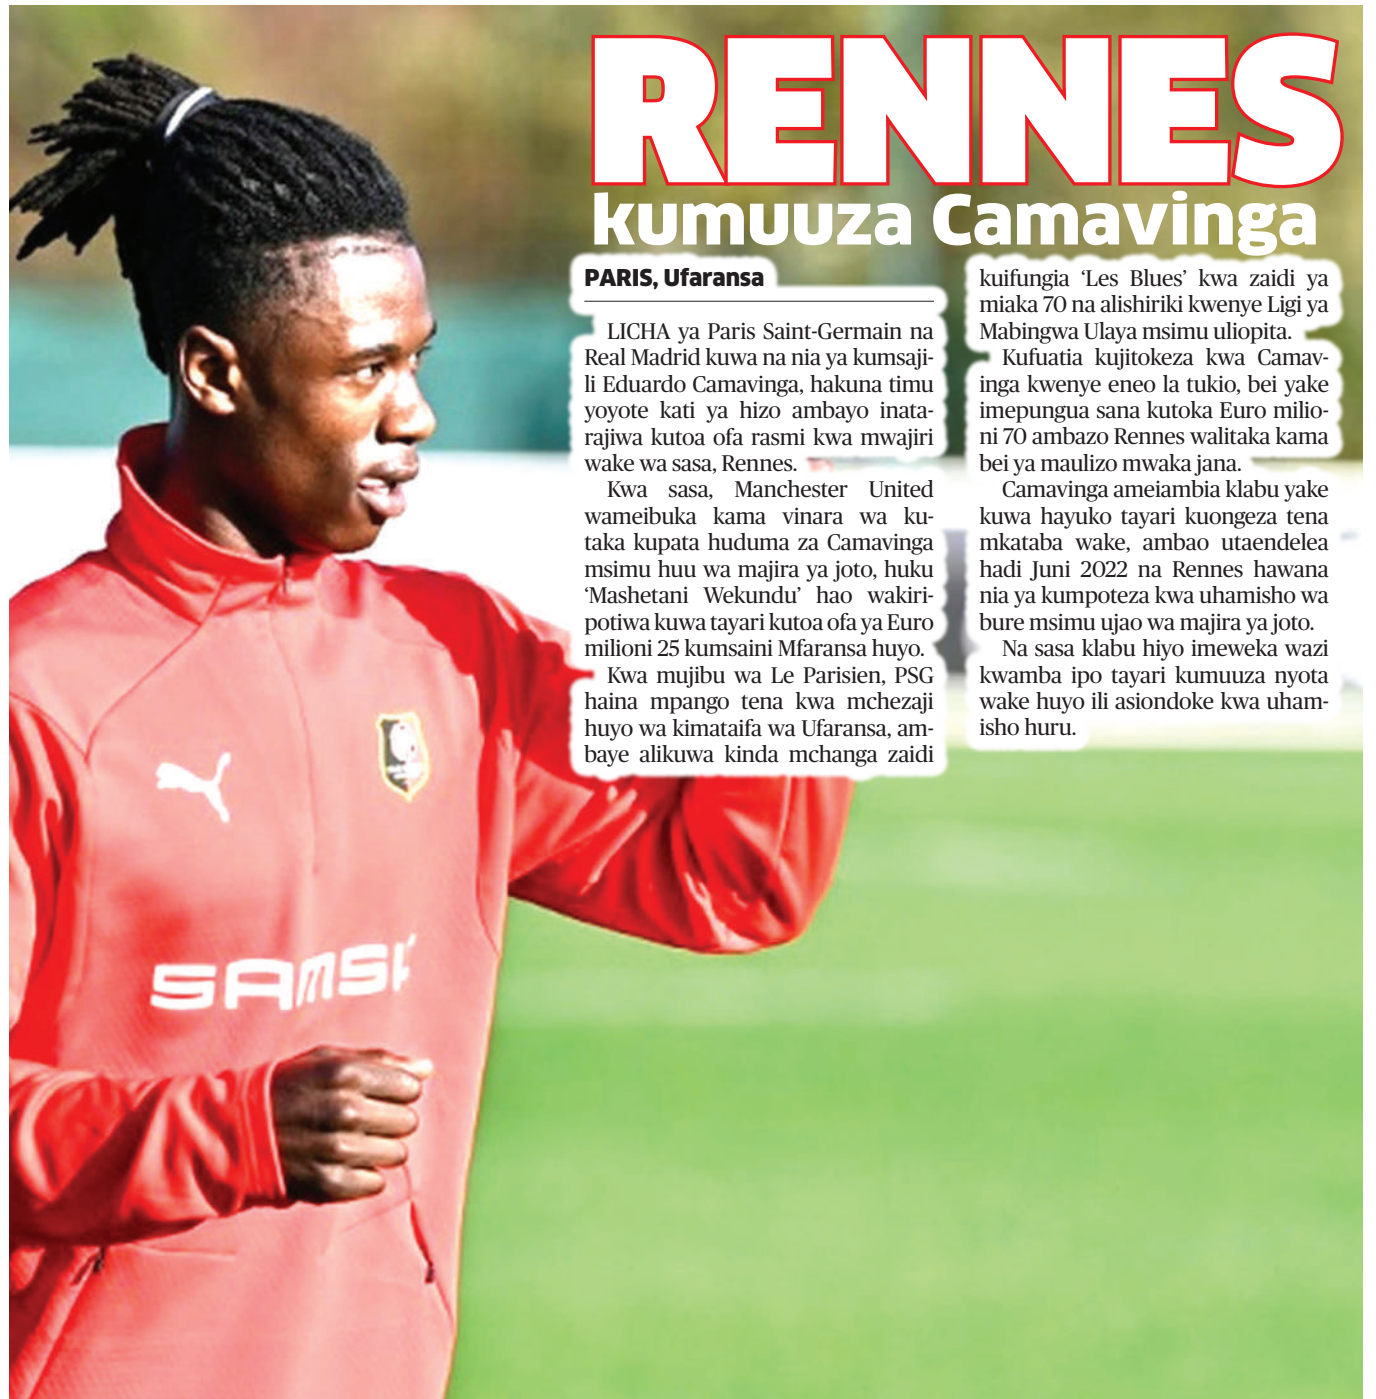 RENNES
kumuuza Camavinga
PARIS, Ufaransa
LICHA ya Paris Saint-Germain na
Real Madrid kuwa na nia ya kumsaji-
li Eduardo Camavinga, hakuna timu
yoyote kati ya hizo ambayo inata-
rajiwa kutoa ofa rasmi kwa mwajiri
wake wa sasa, Rennes.
Kwa sasa, Manchester United
wameibuka kama vinara wa ku-
taka kupata huduma za Camavinga
msimu huu wa majira ya joto, huku
‘Mashetani Wekundu’ hao wakiri-
potiwa kuwa tayari kutoa ofa ya Euro
milioni 25 kumsaini Mfaransa huyo.
Kwa mujibu wa Le Parisien, PSG
haina mpango tena kwa mchezaji
huyo wa kimataifa wa Ufaransa, am-
baye alikuwa kinda mchanga zaidi
kuifungia ‘Les Blues’ kwa zaidi ya
miaka 70 na alishiriki kwenye Ligi ya
Mabingwa Ulaya msimu uliopita.
Kufuatia kujitokeza kwa Camav-
inga kwenye eneo la tukio, bei yake
imepungua sana kutoka Euro milio-
ni 70 ambazo Rennes walitaka kama
bei ya maulizo mwaka jana.
Camavinga ameiambia klabu yake
kuwa hayuko tayari kuongeza tena
mkataba wake, ambao utaendelea
hadi Juni 2022 na Rennes hawana
nia ya kumpoteza kwa uhamisho wa
bure msimu ujao wa majira ya joto.
Na sasa klabu hiyo imeweka wazi
kwamba ipo tayari kumuuza nyota
wake huyo ili asiondoke kwa uham-
isho huru.
SAMSI